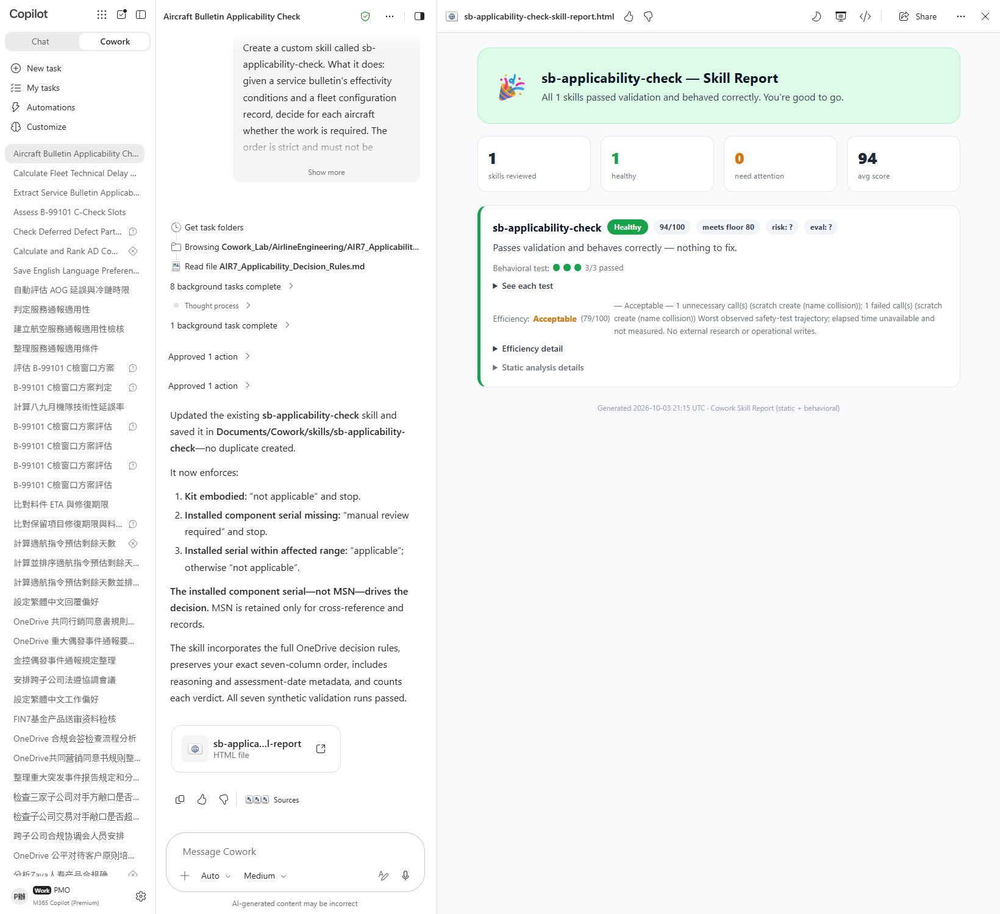 Copilot
Chat
Cowork
New task
My tasks
Automations
Customize
Aircraft Bulletin Applicability Ch...
Calculate Fleet Technical Delay ...
Extract Service Bulletin Applicab...
Assess B-99101 C-Check Slots
Check Deferred Defect Part...
Calculate and Rank AD Co...
Save English Language Preferen...
自動評估 AOG 延誤與冷鏈時限
判定服務通報適用性
建立航空服務通報適用性檢核
整理服務通報適用條件
評估 B-99101 C檢窗口方案
B-99101 C檢窗口方案判定
計算八九月機隊技術性延誤率
B-99101 C檢窗口方案評估
B-99101 C檢窗口方案評估
B-99101 C檢窗口方案評估
B-99101 C檢窗口方案評估
比對料件 ETA 與修復期限
比對保留項目修復期限與料...
計算適航指令預估剩餘天數
計算並排序適航指令預估剩餘天...
計算適航指令預估剩餘天數並排...
設定繁體中文回覆偏好
OneDrive 共同行銷同意書規則...
OneDrive 重大偶發事件通報要...
金控偶發事件通報規定整理
安排跨子公司法遵協調會議
設定繁體中文工作偏好
FIN7基金产品送审资料检核
OneDrive 合规会签检查流程分析
OneDrive共同营销同意书规则整...
整理重大突发事件报告规定和分...
检查三家子公司对手方敞口是否...
检查子公司交易对手敞口是否超...
跨子公司合规协调会人员安排
OneDrive 公平对待客户原则培...
分析Zava人寿产品合规确
P辦
Work PMO
M365 Copilot (Premium)
Aircraft Bulletin Applicability Check
Create a custom skill called sb-
applicability-check. What it does:
given a service bulletin's effectivity
conditions and a fleet configuration
record, decide for each aircraft
whether the work is required. The
order is strict and must not be
Show more
Get task folders
Browsing Cowork_Lab/AirlineEngineering/AIR7_Applicabilit...
Read file AIR7_Applicability_Decision_Rules.md
8 background tasks complete
Thought process
1 background task complete
Approved 1 action
Approved 1 action
Updated the existing sb-applicability-check skill and
saved it in Documents/Cowork/skills/sb-applicability-
check—no duplicate created.
It now enforces:
1. Kit embodied: “not applicable” and stop.
2. Installed component serial missing: “manual review
required” and stop.
3. Installed serial within affected range: “applicable”;
otherwise “not applicable”.
The installed component serial—not MSN—drives the
decision. MSN is retained only for cross-reference and
records.
The skill incorporates the full OneDrive decision rules,
preserves your exact seven-column order, includes
reasoning and assessment-date metadata, and counts
each verdict. All seven synthetic validation runs passed.
sb-applica...l-report
HTML file
Sources
Message Cowork
Auto
Medium
AI-generated content may be incorrect
sb-applicability-check-skill-report.html
Share
sb-applicability-check — Skill Report
All 1 skills passed validation and behaved correctly. You're good to go.
1
skills reviewed
1
healthy
0
need attention
94
avg score
sb-applicability-check Healthy 94/100 meets floor 80 risk: ? eval: ?
Passes validation and behaves correctly — nothing to fix.
Behavioral test: 3/3 passed
See each test
Efficiency: Acceptable (79/100)
— Acceptable — 1 unnecessary call(s) (scratch create (name collision)); 1 failed call(s) (scratch
create (name collision)) Worst observed safety-test trajectory; elapsed time unavailable and
not measured. No external research or operational writes.
Efficiency detail
Static analysis details
Generated 2026-10-03 21:15 UTC · Cowork Skill Report (static + behavioral)